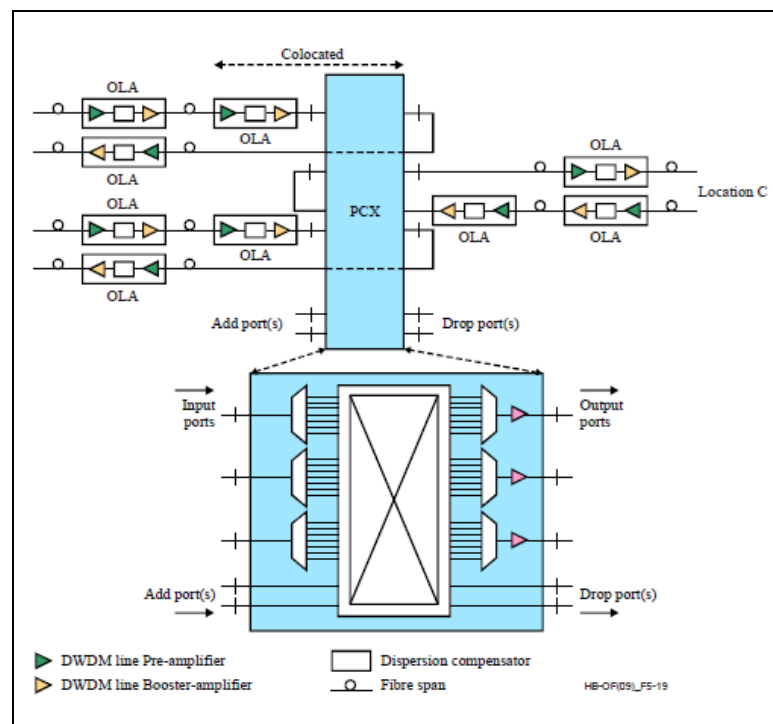 Colocated
OLA
OLA
OLA
OLA
OLA
Location C
PCX
OLA
OLA
OLA
OLA
OLA
Add port(s)
Drop port(s)
Input
ports
Output
ports
Add port(s)
Drop port(s)
DWDM line Pre-amplifier
Dispersion compensator
DWDM line Booster-amplifier
Fibre span
HB-OF(09)_F5-19